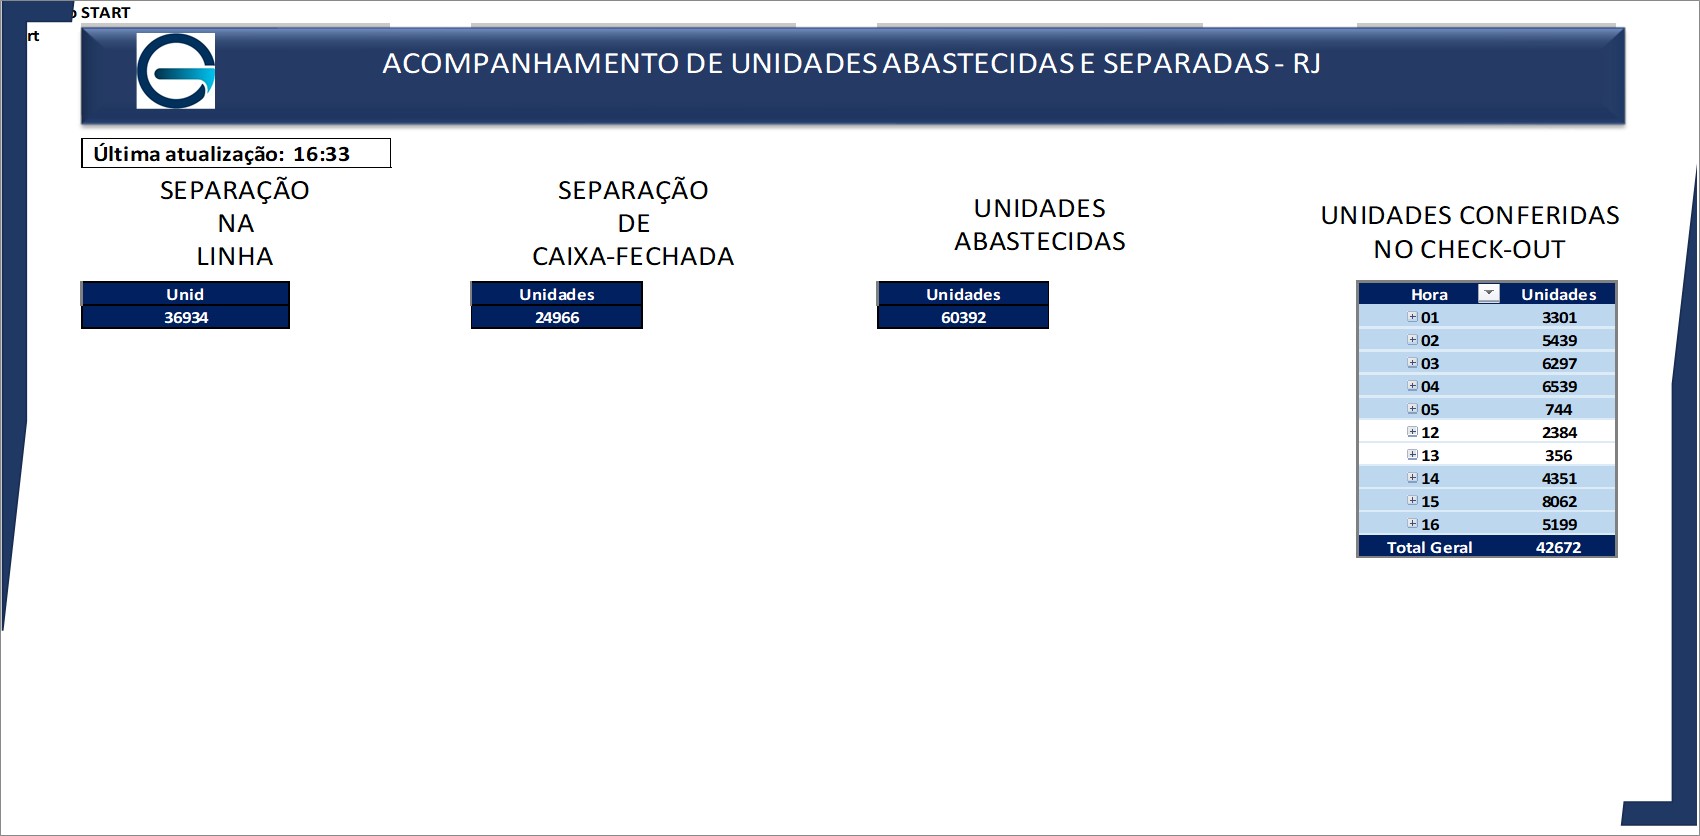 START
rt
ACOMPANHAMENTO DE UNIDADES ABASTECIDAS E SEPARADAS - RJ
Última atualização: 16:33
SEPARAÇÃO
NA
LINHA
Unid
36934
SEPARAÇÃO
DE
CAIXA-FECHADA
Unidades
24966
UNIDADES
ABASTECIDAS
Unidades
60392
UNIDADES CONFERIDAS
NO CHECK-OUT
Hora Unidades
01 3301
02 5439
03 6297
04 6539
05 744
12 2384
13 356
14 4351
15 8062
16 5199
Total Geral 42672